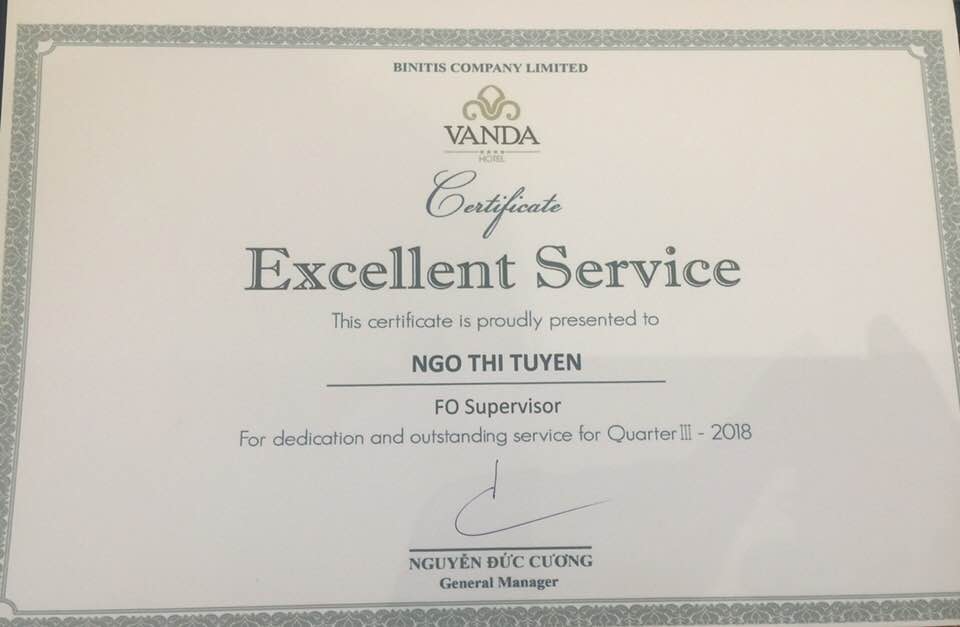 BINITIS COMPANY LIMITED
VANDA
HOTEL
Certificate
Excellent Service
This certificate is proudly presented to
NGO THI TUYEN
FO Supervisor
For dedication and outstanding service for Quarter III - 2018
NGUYỄN ĐỨC CƯƠNG
General Manager